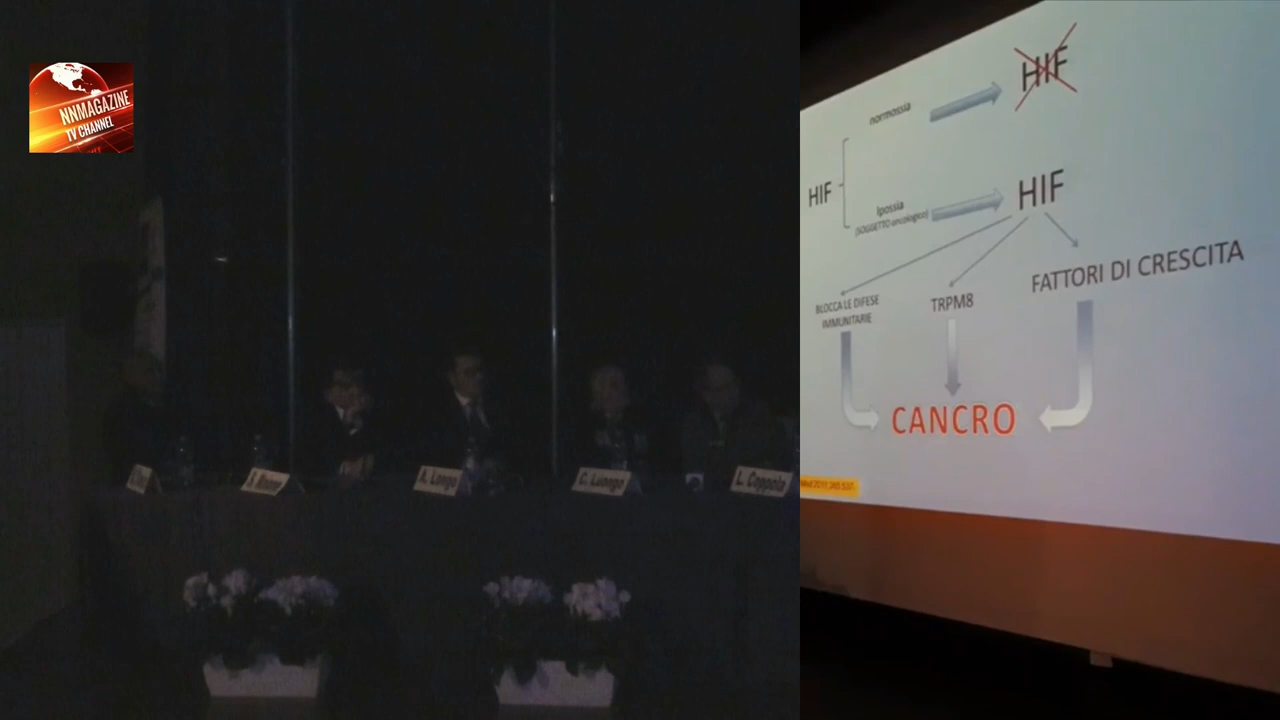 NNMAGAZINE
TV CHANNEL
A. Longo
C. Luongo
L. Coppola
normossia
HIF
HIF
Ipossia
(SOGGETTO oncologico)
HIF
BLOCCA LE DIFESE
IMMUNITARIE
TRPM8
FATTORI DI CRESCITA
CANCRO